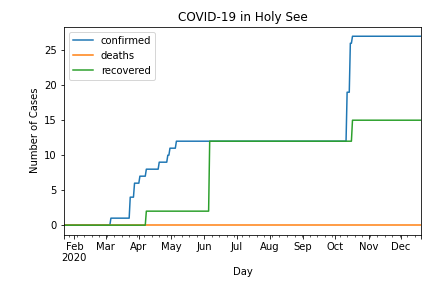 COVID-19 in Holy See
confirmed
deaths
recovered
Number of Cases
25
20
15
10
5
0
Feb Mar Apr May Jun Jul Aug Sep Oct Nov Dec
2020
Day